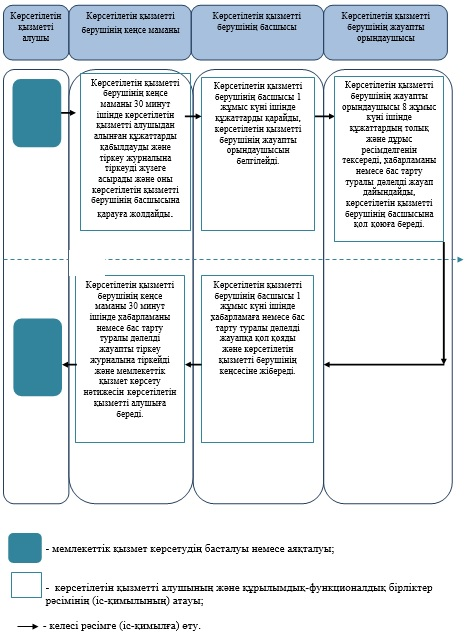 Көрсетілетін
қызметті
алушы
Көрсетілетін қызметті
берушінің кеңсе маманы
Көрсетілетін қызметті
берушінің басшысы
Көрсетілетін қызметті
берушінің жауапты
орындаушысы
Көрсетілетін қызметті
берушінің кеңсе
маманы 30 минут
ішінде көрсетілетін
қызметті алушыдан
алынған құжаттарды
қабылдауды және
тіркеу журналына
тіркеуді жүзеге
асырады және оны
көрсетілетін қызметті
берушінің басшысына
қарауға жолдайды.
Көрсетілетін қызметті
берушінің басшысы 1
жұмыс күні ішінде
құжаттарды қарайды,
көрсетілетін қызметті
берушінің жауапты
орындаушысын
белгілейді.
Көрсетілетін қызметті
берушінің жауапты
орындаушысы 8 жұмыс
күні ішінде
құжаттардың толық
және дұрыс
ресімделгенін
тексереді, хабарламаны
немесе бас тарту
туралы дәлелді жауап
дайындайды,
көрсетілетін қызметті
берушінің басшысына
қол қоюға береді.
Көрсетілетін қызметті
берушінің кеңсе
маманы 30 минут
ішінде хабарламаны
немесе бас тарту
туралы дәлелді
жауапты тіркеу
журналына тіркейді
және мемлекеттік
қызмет көрсету
нәтижесін көрсетілетін
қызметті алушыға
береді.
Көрсетілетін қызметті
берушінің басшысы 1
жұмыс күні ішінде
хабарламаға немесе бас
тарту туралы дәлелді
жауапқа қол қояды
және көрсетілетін
қызметті берушінің
кеңсесіне жібереді.
- мемлекеттік қызмет көрсетудің басталуы немесе аяқталуы;
- көрсетілетін қызметті алушының және құрылымдық-функционалдық бірліктер
рәсімінің (іс-қимылының) атауы;
- келесі рәсімге (іс-қимылға) өту.